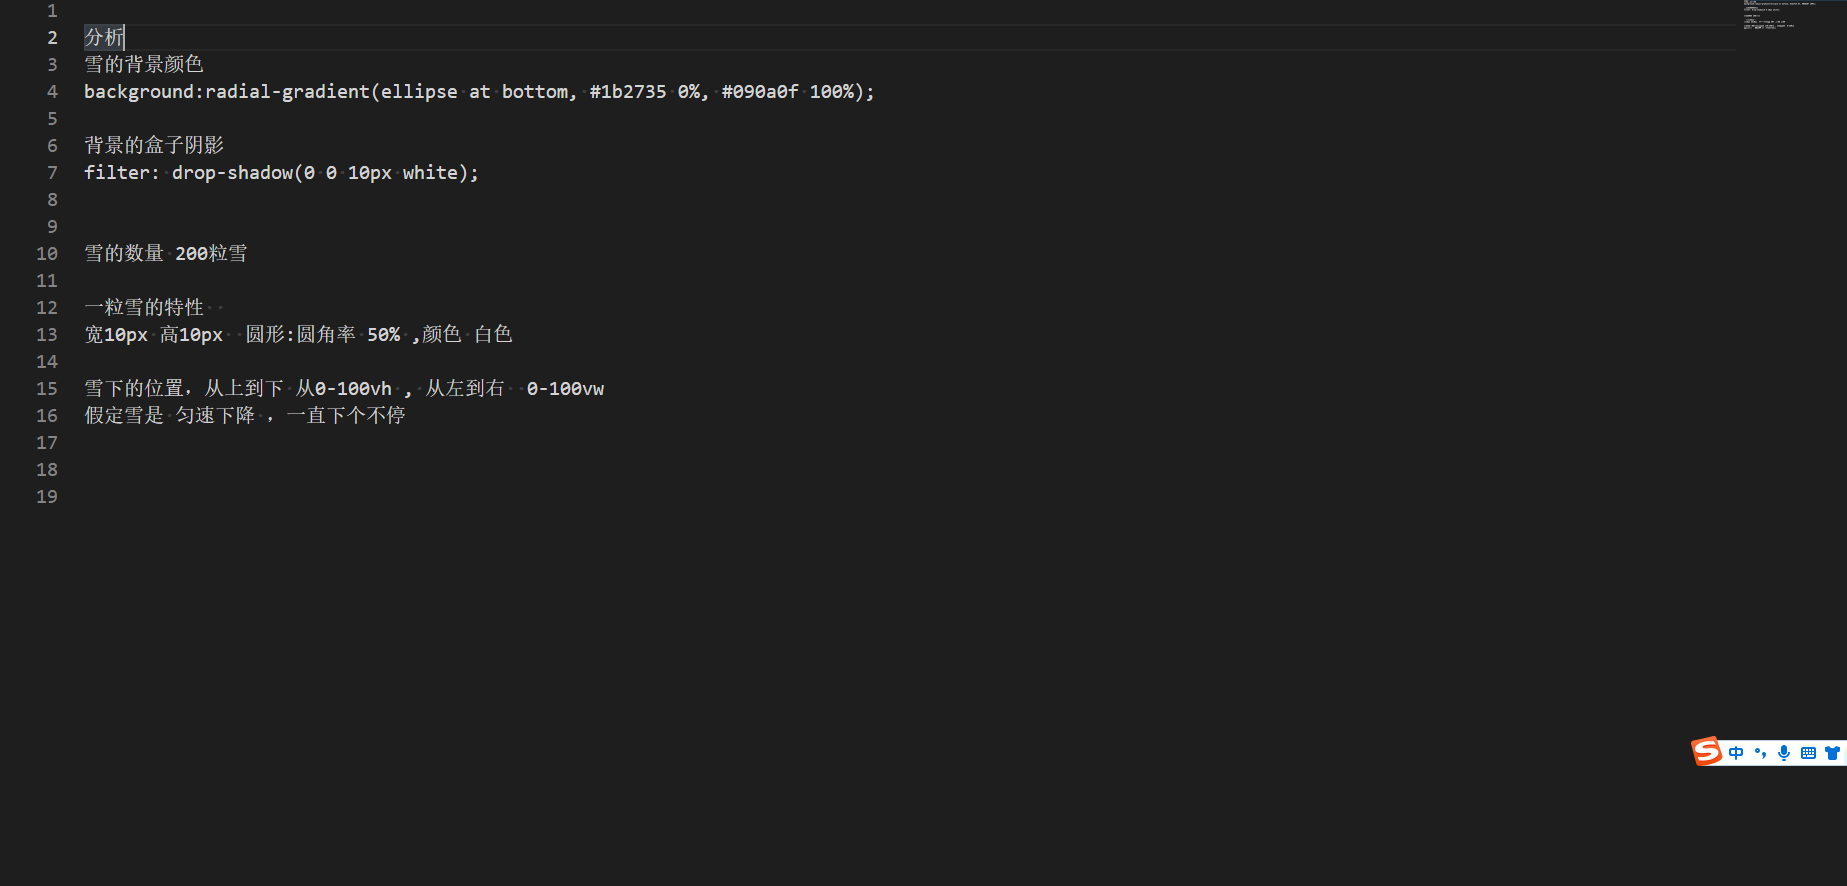 1
2 分析
3 雪的背景颜色
4 background:radial-gradient(ellipse at bottom, #1b2735 0%, #090a0f 100%);
5
6 背景的盒子阴影
7 filter: drop-shadow(0 0 10px white);
8
9
10 雪的数量 200粒雪
11
12 一粒雪的特性
13 宽10px 高10px  圆形:圆角率 50% ,颜色 白色
14
15 雪下的位置，从上到下 从0-100vh , 从左到右  0-100vw
16 假定雪是 匀速下降 ，一直下个不停
17
18
19
S 中